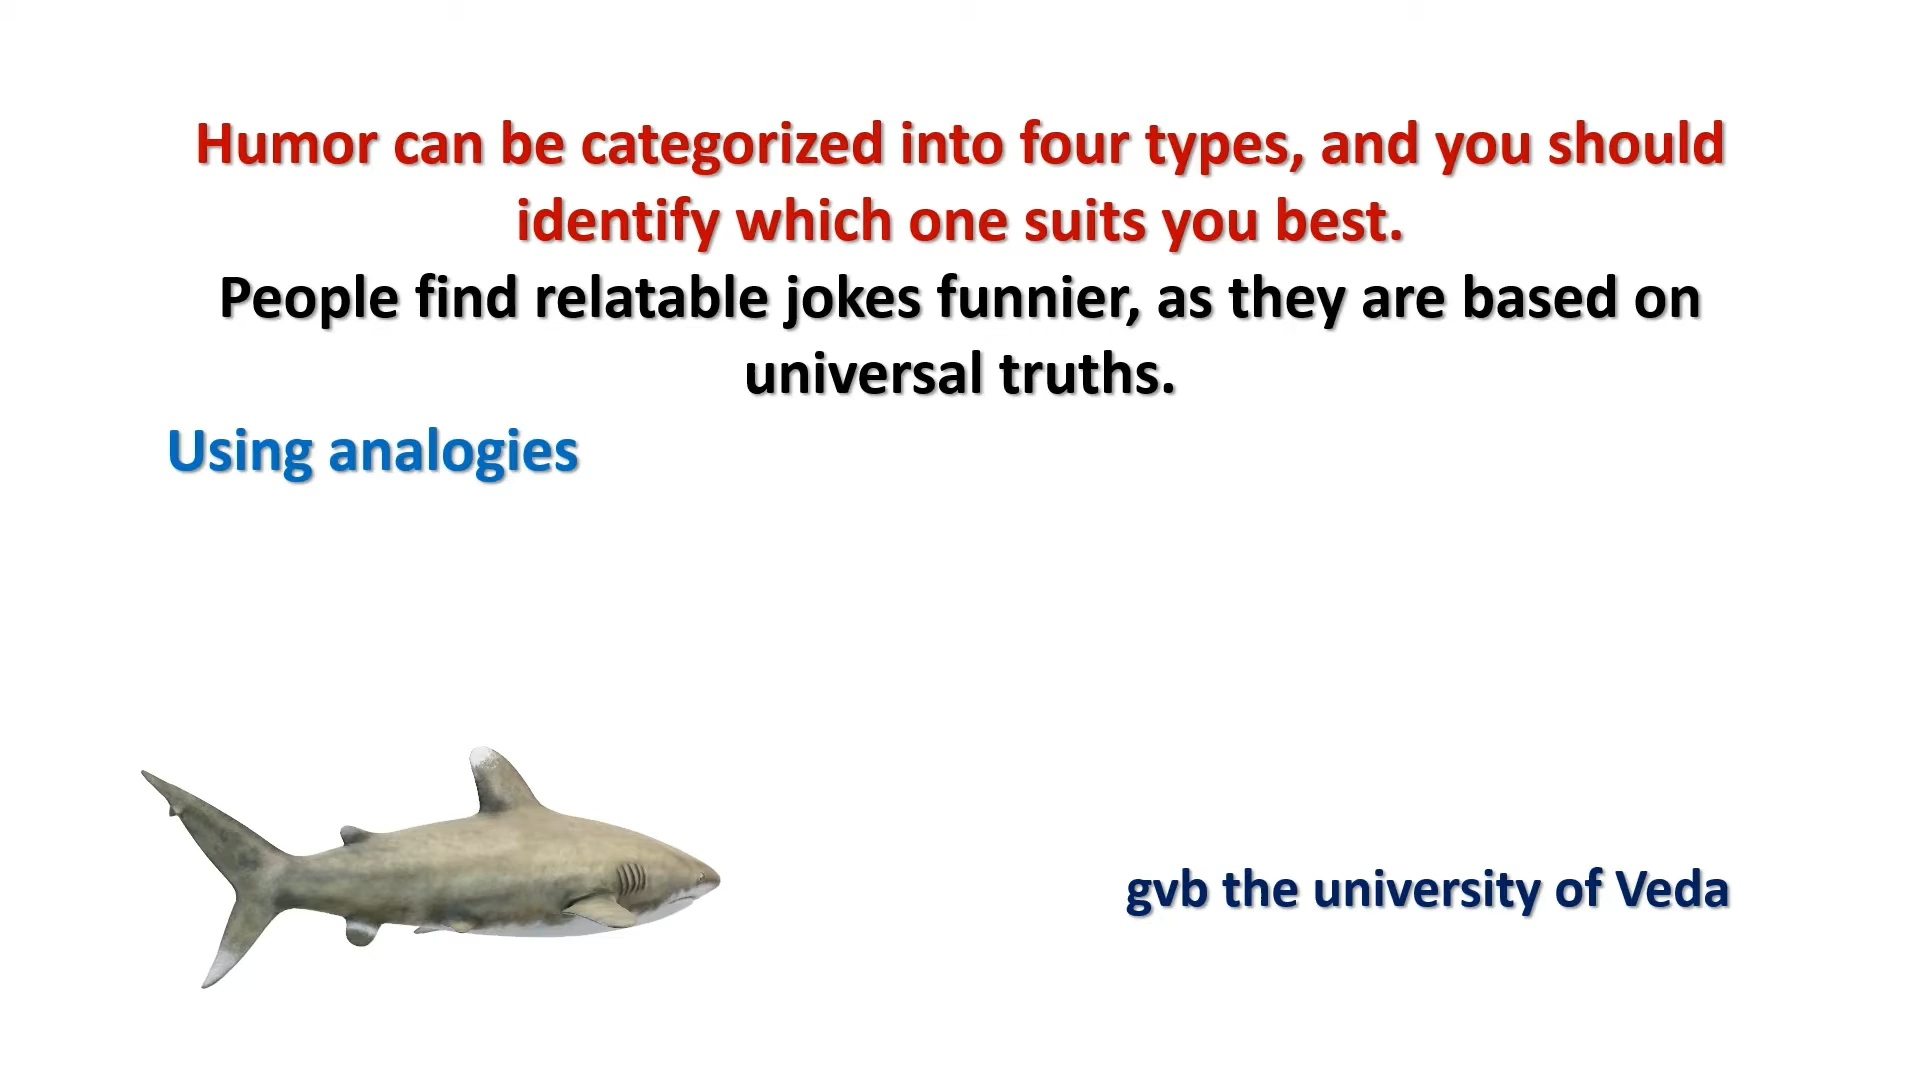 Humor can be categorized into four types, and you should
identify which one suits you best.
People find relatable jokes funnier, as they are based on
universal truths.
Using analogies
gvb the university of Veda